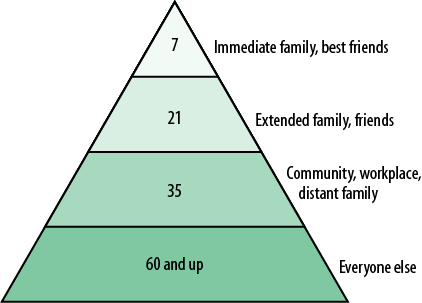 7
Immediate family, best friends
21
Extended family, friends
35
Community, workplace,
distant family
60 and up
Everyone else